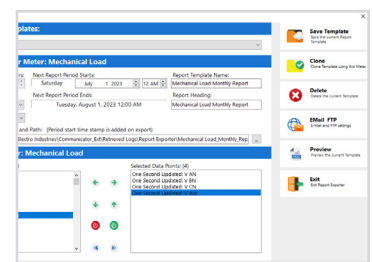 plates:
r Meter: Mechanical Load
rs: Next Report Period Starts: Report Template Name:
Saturday July 1 2023 12 AM Mechanical Load Monthly Report
Next Report Period Ends: Report Heading:
Tuesday, August 1, 2023 12:00 AM Mechanical Load Monthly Report
and Path: (Period start time stamp is added on export)
lectro Industries\Communicator_Ext\Retrieved Logs\Report Exporter\Mechanical Load_Monthly_Rep ...
r: Mechanical Load
Selected Data Points: (4)
One Second Updated: V AN
One Second Updated: V BN
One Second Updated: V CN
One Second Updated: V
Save Template
Save the current Report Template
Clone
Clone Template using this Meter
Delete
Delete the current Template
EMail FTP
E-Mail and FTP settings
Preview
Preview the current Template
Exit
Exit Report Exporter